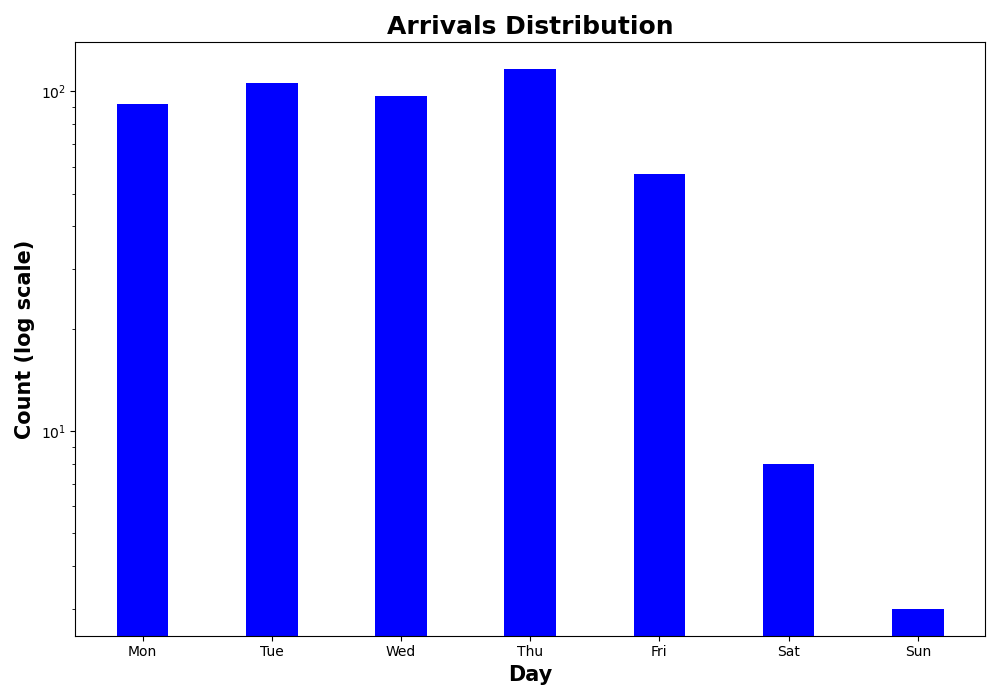 Arrivals Distribution
Count (log scale)
10²
10¹
Mon Tue Wed Thu Fri Sat Sun
Day